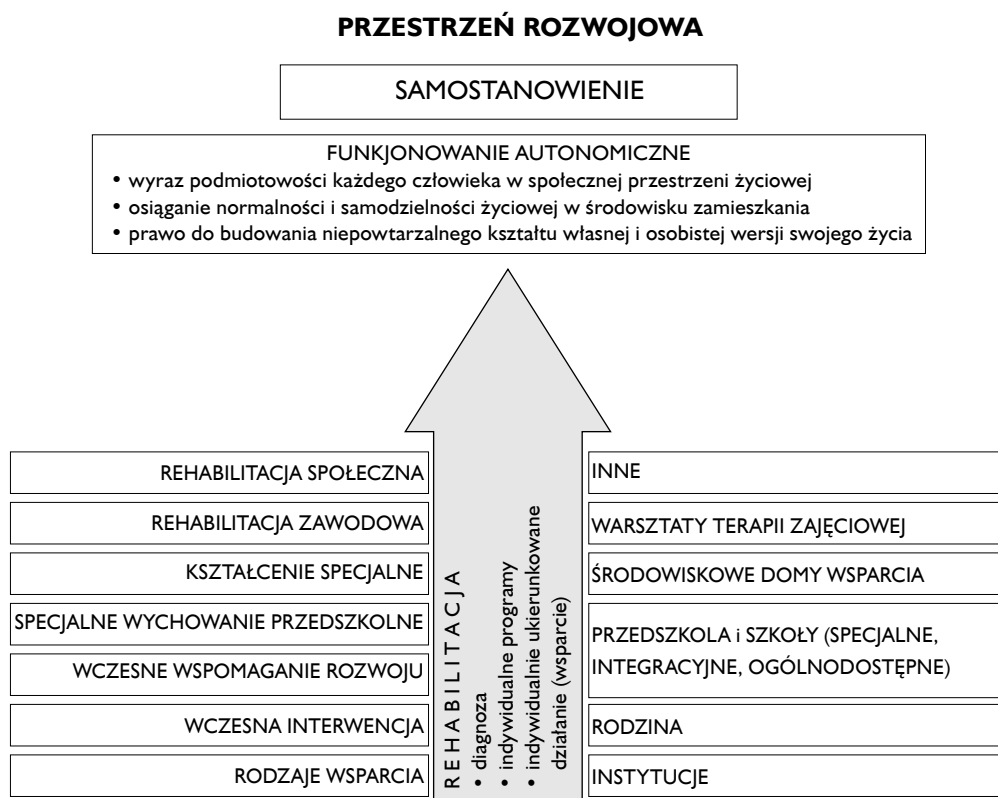 PRZESTRZEŃ ROZWOJOWA
SAMOSTANOWIENIE
FUNKJONOWANIE AUTONOMICZNE
• wyraz podmiotowości każdego człowieka w społecznej przestrzeni życiowej
• osiąganie normalności i samodzielności życiowej w środowisku zamieszkania
• prawo do budowania niepowtarzalnego kształtu własnej i osobistej wersji swojego życia
REHABILITACJA SPOŁECZNA
REHABILITACJA ZAWODOWA
KSZTAŁCENIE SPECJALNE
SPECJALNE WYCHOWANIE PRZEDSZKOLNE
WCZESNE WSPOMAGANIE ROZWOJU
WCZESNA INTERWENCJA
RODZAJE WSPARCIA
REHABILITACJA
• diagnoza
• indywidualne programy
• indywidualnie ukierunkowane
działanie (wsparcie)
INNE
WARSZTATY TERAPII ZAJĘCIOWEJ
ŚRODOWISKOWE DOMY WSPARCIA
PRZEDSZKOLA i SZKOŁY (SPECJALNE,
INTEGRACYJNE, OGÓLNODOSTĘPNE)
RODZINA
INSTYTUCJE